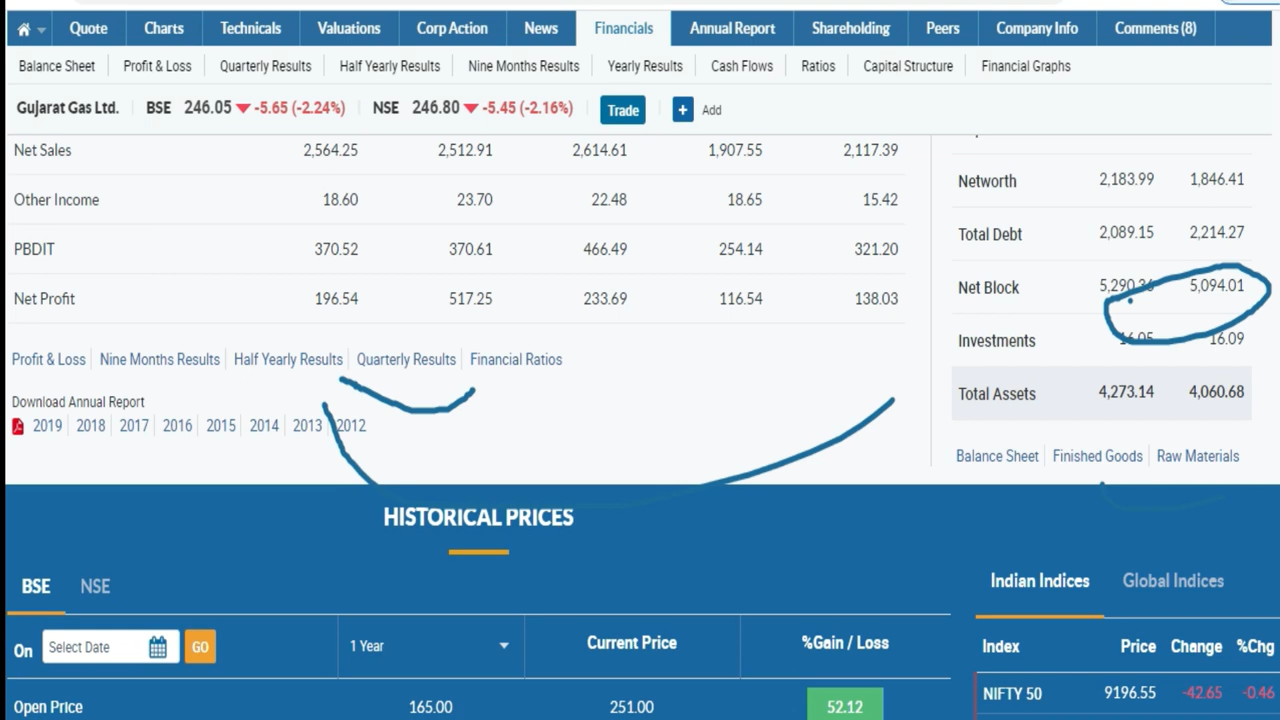 Quote Charts Technicals Valuations Corp Action News Financials Annual Report Shareholding Peers Company Info Comments (8)
Balance Sheet Profit & Loss Quarterly Results Half Yearly Results Nine Months Results Yearly Results Cash Flows Ratios Capital Structure Financial Graphs
Gujarat Gas Ltd. BSE 246.05 -5.65 (-2.24%) NSE 246.80 -5.45 (-2.16%) Trade + Add
Net Sales 2,564.25 2,512.91 2,614.61 1,907.55 2,117.39
Other Income 18.60 23.70 22.48 18.65 15.42
PBDIT 370.52 370.61 466.49 254.14 321.20
Net Profit 196.54 517.25 233.69 116.54 138.03
Profit & Loss Nine Months Results Half Yearly Results Quarterly Results Financial Ratios
Download Annual Report
2019 2018 2017 2016 2015 2014 2013 2012
Networth 2,183.99 1,846.41
Total Debt 2,089.15 2,214.27
Net Block 5,094.01
Investments 16.05 16.09
Total Assets 4,273.14 4,060.68
Balance Sheet Finished Goods Raw Materials
HISTORICAL PRICES
BSE NSE
On Select Date GO 1 Year Current Price %Gain / Loss
Open Price 165.00 251.00 52.12
Indian Indices Global Indices
Index Price Change %Chg
NIFTY 50 9196.55 -42.65 -0.46